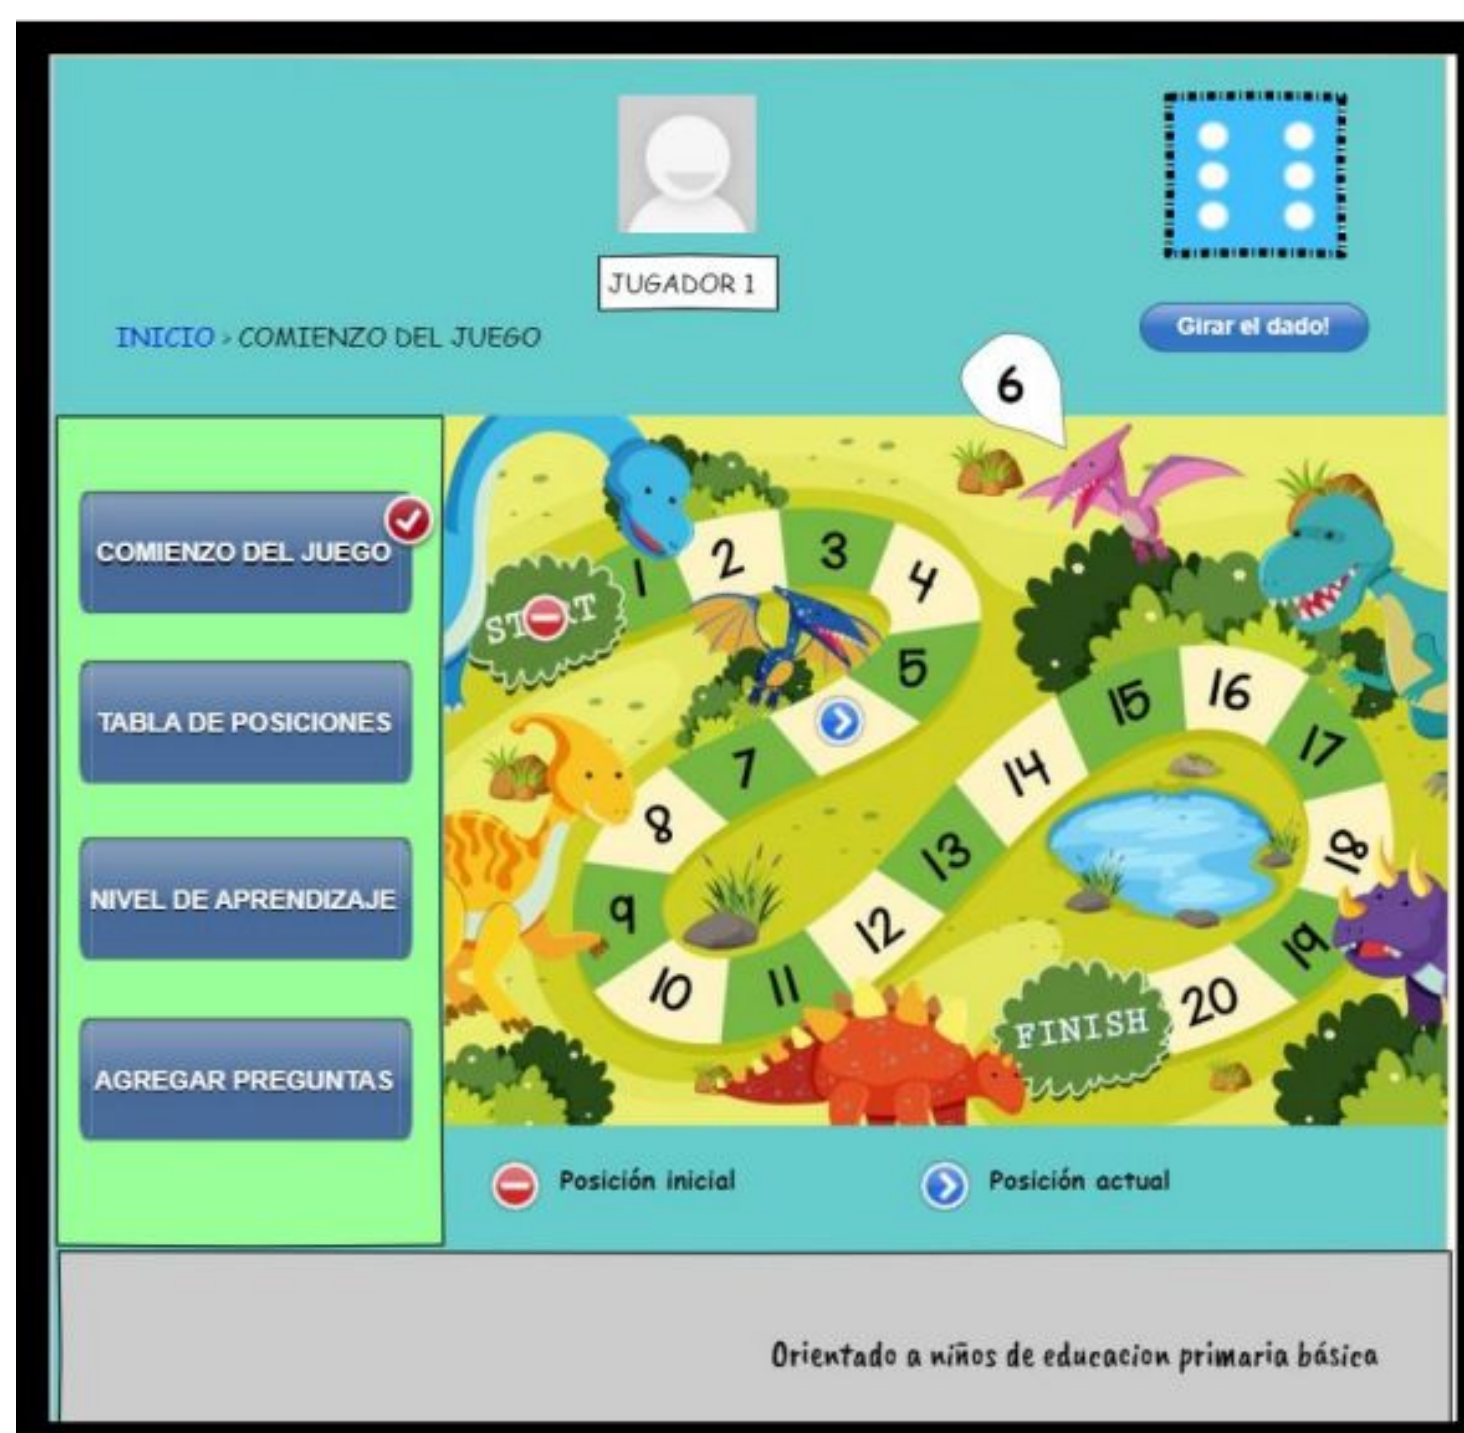 JUGADOR 1
INICIO > COMIENZO DEL JUEGO
Girar el dado!
6
COMIENZO DEL JUEGO
TABLA DE POSICIONES
NIVEL DE APRENDIZAJE
AGREGAR PREGUNTAS
1
2
3
4
5
7
8
9
10
11
12
13
14
15
16
17
18
19
20
FINISH
Posición inicial
Posición actual
Orientado a niños de educacion primaria básica